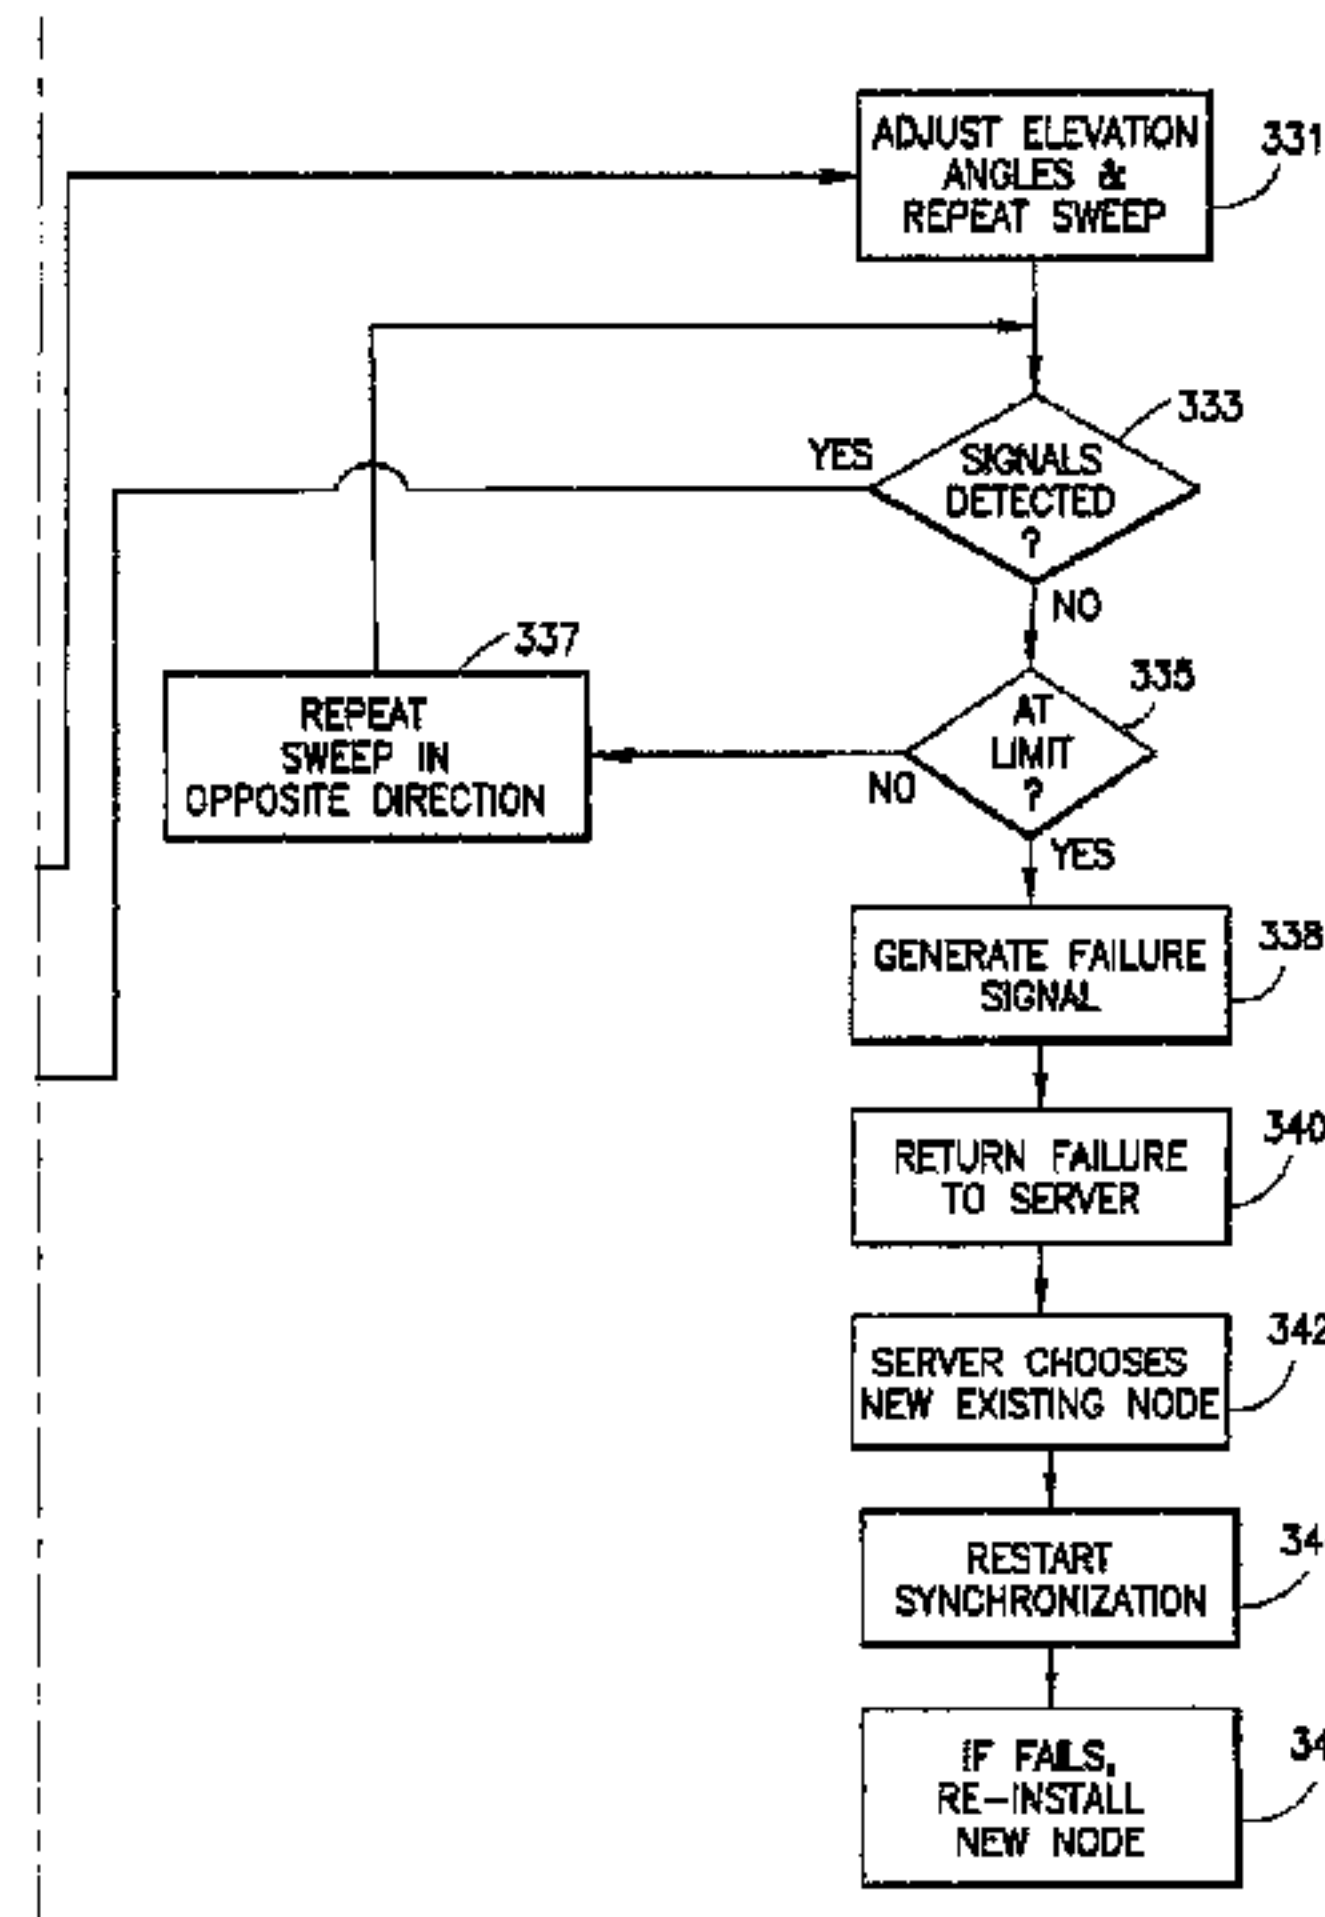 ADJUST ELEVATION
ANGLES &
REPEAT SWEEP
331
333
YES
SIGNALS
DETECTED
?
NO
337
REPEAT
SWEEP IN
OPPOSITE DIRECTION
335
AT
LIMIT
?
NO
YES
338
GENERATE FAILURE
SIGNAL
340
RETURN FAILURE
TO SERVER
342
SERVER CHOOSES
NEW EXISTING NODE
34
RESTART
SYNCHRONIZATION
34
IF FAILS,
RE-INSTALL
NEW NODE